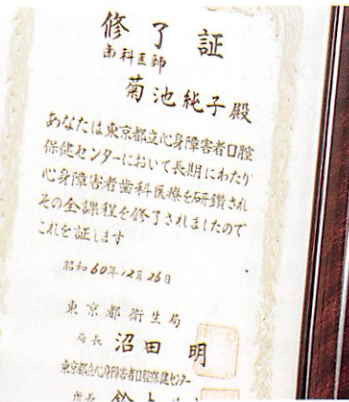 修了証
歯科医師
菊池純子殿
あなたは東京都立心身障害者口腔
保健センターにおいて長期にわたり
心身障害者歯科医療を研鑽され
その全課程を修了されましたので
これを証します
昭和60年12月26日
東京都衛生局
局長 沼田 明
東京都立心身障害者口腔保健センター